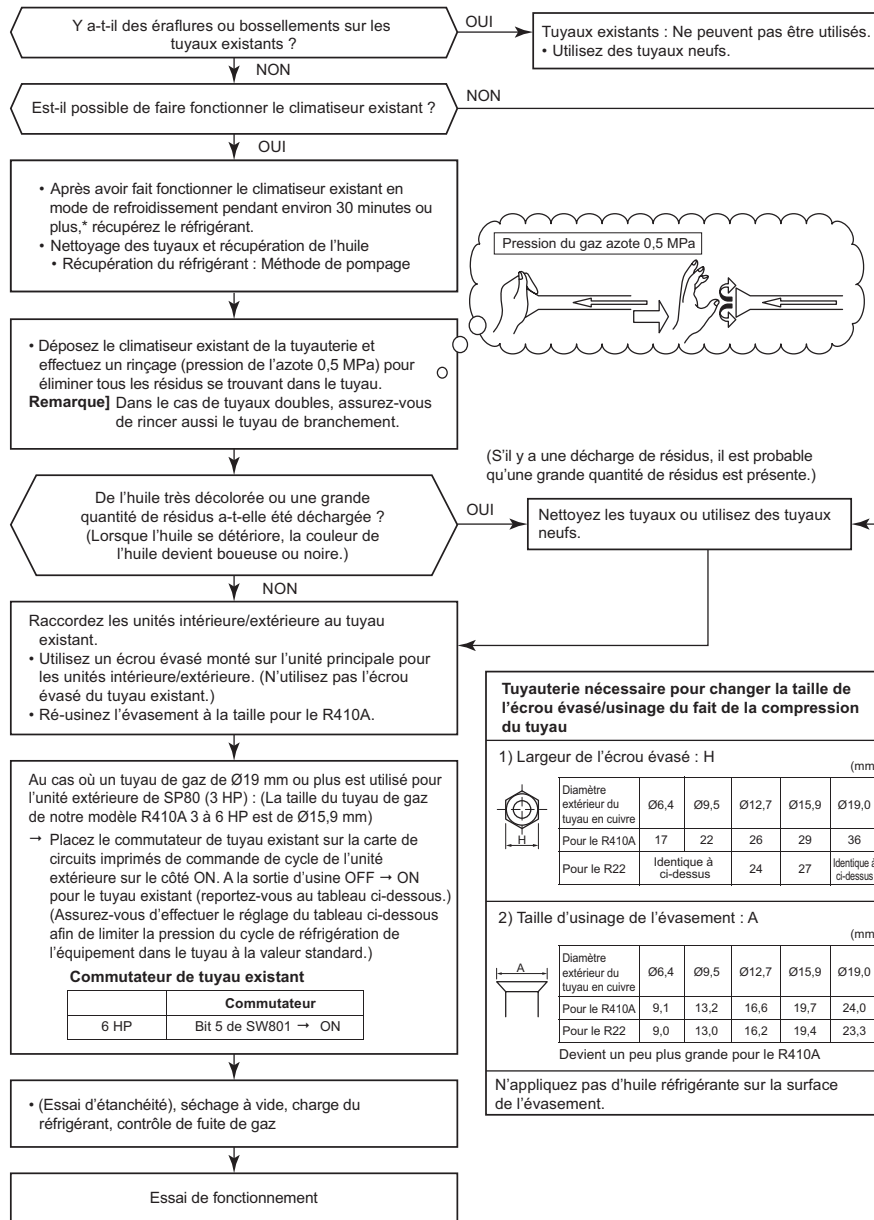 Y a-t-il des éraflures ou bossellements sur les
tuyaux existants ?
OUI
Tuyaux existants : Ne peuvent pas être utilisés.
• Utilisez des tuyaux neufs.
NON
Est-il possible de faire fonctionner le climatiseur existant ?
NON
OUI
• Après avoir fait fonctionner le climatiseur existant en
mode de refroidissement pendant environ 30 minutes ou
plus,* récupérez le réfrigérant.
• Nettoyage des tuyaux et récupération de l'huile
• Récupération du réfrigérant : Méthode de pompage
Pression du gaz azote 0,5 MPa
• Déposez le climatiseur existant de la tuyauterie et
effectuez un rinçage (pression de l'azote 0,5 MPa) pour
éliminer tous les résidus se trouvant dans le tuyau.
Remarque] Dans le cas de tuyaux doubles, assurez-vous
de rincer aussi le tuyau de branchement.
(S'il y a une décharge de résidus, il est probable
qu'une grande quantité de résidus est présente.)
De l'huile très décolorée ou une grande
quantité de résidus a-t-elle été déchargée ?
(Lorsque l'huile se détériore, la couleur de
l'huile devient boueuse ou noire.)
OUI
Nettoyez les tuyaux ou utilisez des tuyaux
neufs.
NON
Raccordez les unités intérieure/extérieure au tuyau
existant.
• Utilisez un écrou évasé monté sur l'unité principale pour
les unités intérieure/extérieure. (N'utilisez pas l'écrou
évasé du tuyau existant.)
• Ré-usinez l'évasement à la taille pour le R410A.
Au cas où un tuyau de gaz de Ø19 mm ou plus est utilisé pour
l'unité extérieure de SP80 (3 HP) : (La taille du tuyau de gaz
de notre modèle R410A 3 à 6 HP est de Ø15,9 mm)
→ Placez le commutateur de tuyau existant sur la carte de
circuits imprimés de commande de cycle de l'unité
extérieure sur le côté ON. A la sortie d'usine OFF → ON
pour le tuyau existant (reportez-vous au tableau ci-dessous.)
(Assurez-vous d'effectuer le réglage du tableau ci-dessous
afin de limiter la pression du cycle de réfrigération de
l'équipement dans le tuyau à la valeur standard.)
Commutateur de tuyau existant
Commutateur
6 HP Bit 5 de SW801 → ON
• (Essai d'étanchéité), séchage à vide, charge du
réfrigérant, contrôle de fuite de gaz
Essai de fonctionnement
Tuyauterie nécessaire pour changer la taille de
l'écrou évasé/usinage du fait de la compression
du tuyau
1) Largeur de l'écrou évasé : H
(mm
H
Diamètre
extérieur du
tuyau en cuivre
Ø6,4 Ø9,5 Ø12,7 Ø15,9 Ø19,0
Pour le R410A 17 22 26 29 36
Pour le R22 Identique à
ci-dessus
24 27 Identique à
ci-dessus
2) Taille d'usinage de l'évasement : A
(mm
A
Diamètre
extérieur du
tuyau en cuivre
Ø6,4 Ø9,5 Ø12,7 Ø15,9 Ø19,0
Pour le R410A 9,1 13,2 16,6 19,7 24,0
Pour le R22 9,0 13,0 16,2 19,4 23,3
Devient un peu plus grande pour le R410A
N'appliquez pas d'huile réfrigérante sur la surface
de l'évasement.